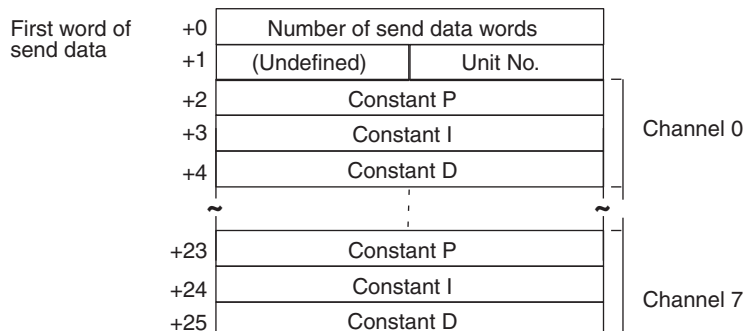 First word of
send data
+0 Number of send data words
+1 (Undefined) Unit No.
+2 Constant P
+3 Constant I
+4 Constant D
Channel 0
~ ~
+23 Constant P
+24 Constant I
+25 Constant D
Channel 7